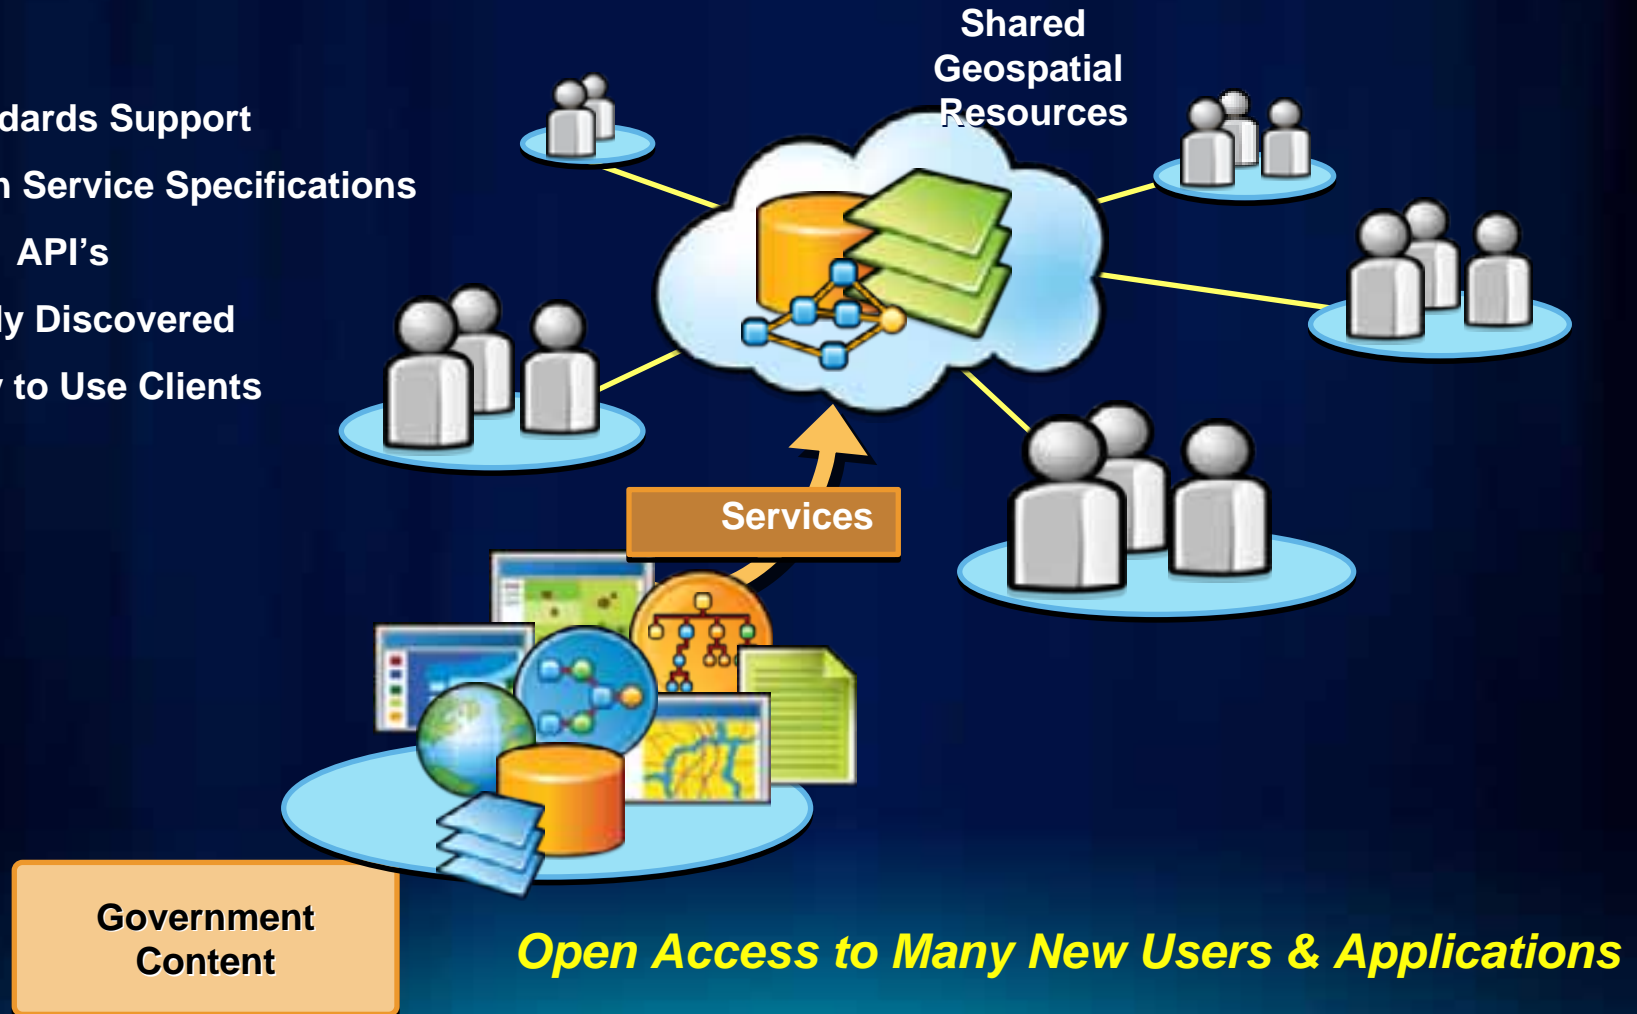 Shared
Geospatial
Resources
dards Support
n Service Specifications
API's
ly Discovered
y to Use Clients
Services
Government
Content
Open Access to Many New Users & Applications